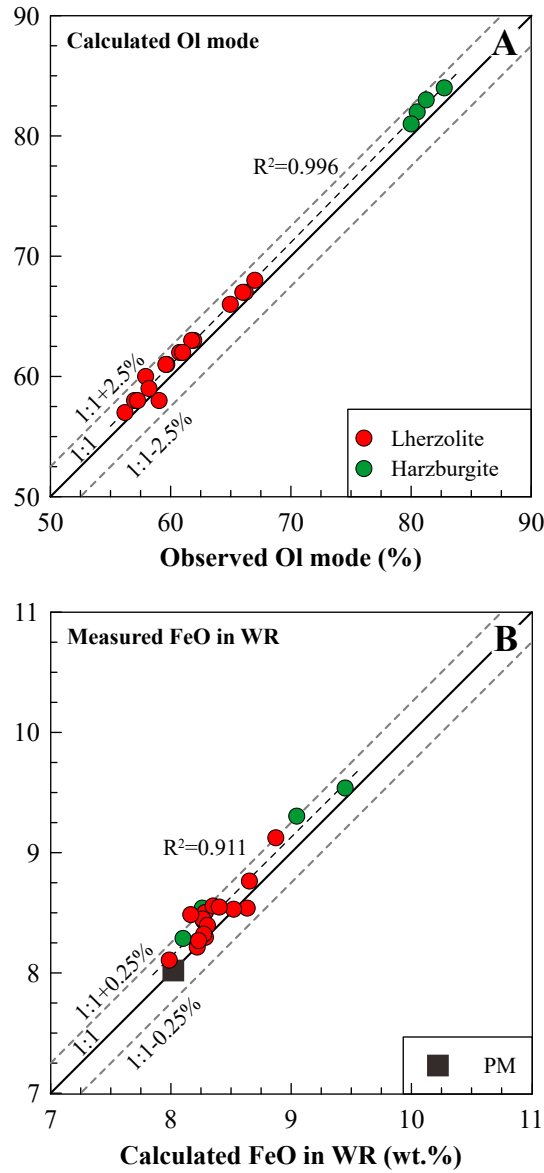 90
Calculated Ol mode
A
80
R²=0.996
70
60
1:1+2.5%
1:1
1:1-2.5%
Lherzolite
Harzburgite
50
50
60
70
80
90
Observed Ol mode (%)
11
Measured FeO in WR
B
10
9
R²=0.911
8
1:1+0.25%
1:1
1:1-0.25%
PM
7
7
8
9
10
11
Calculated FeO in WR (wt.%)